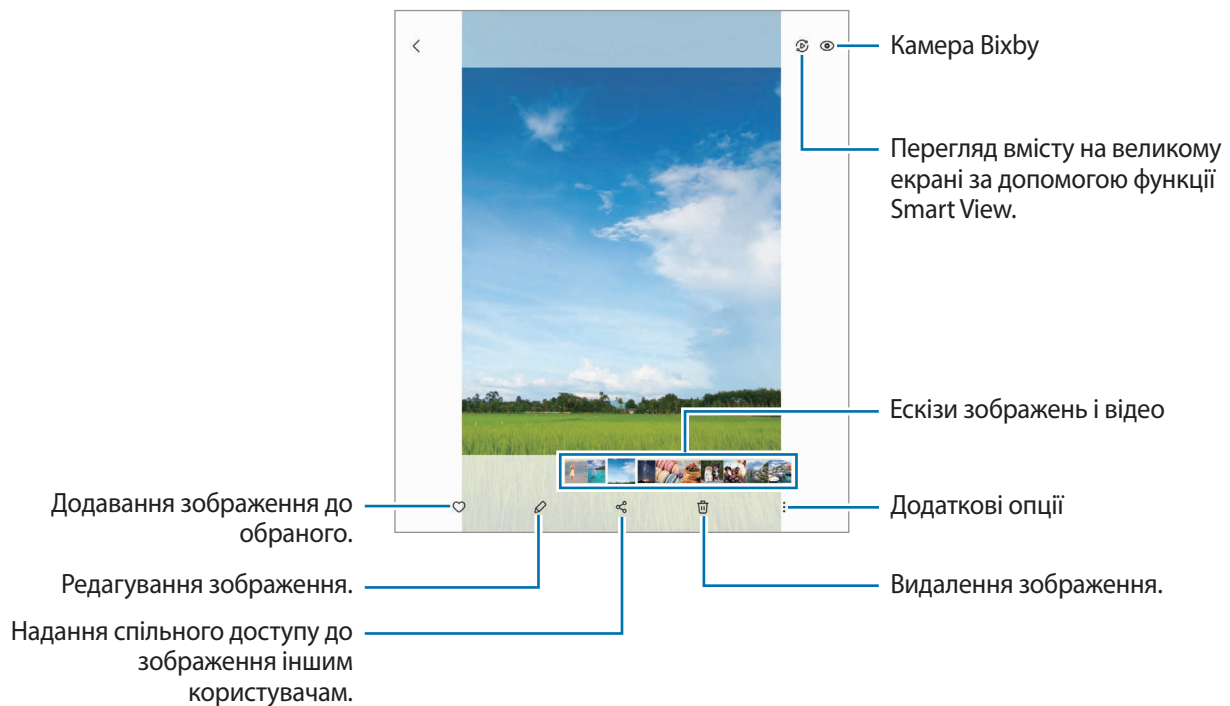 Камера Bixby
Перегляд вмісту на великому
екрані за допомогою функції
Smart View.
Ескізи зображень і відео
Додавання зображення до
обраного.
Додаткові опції
Редагування зображення.
Видалення зображення.
Надання спільного доступу до
зображення іншим
користувачам.